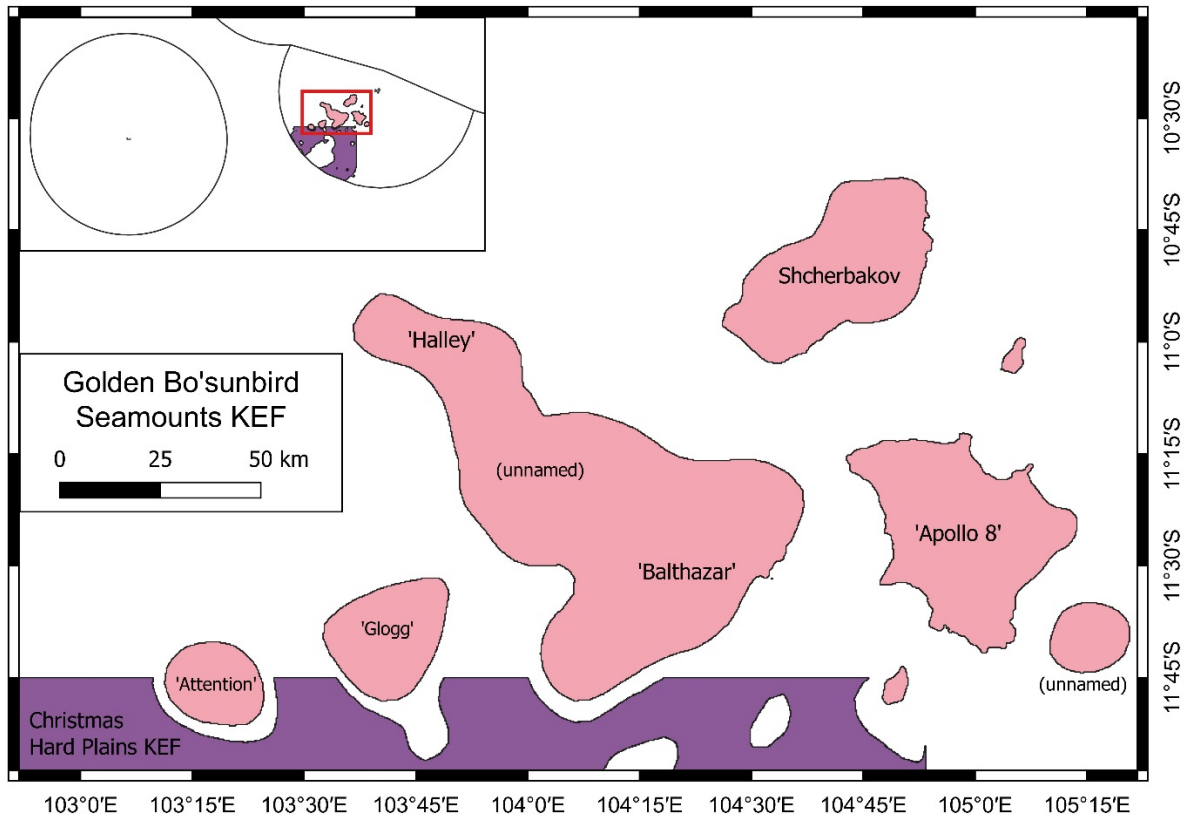 Golden Bo'sunbird
Seamounts KEF
0 25 50 km
Shcherbakov
'Halley'
(unnamed)
'Apollo 8'
'Balthazar'
'Glogg'
'Attention'
(unnamed)
Christmas
Hard Plains KEF
10°30'S
10°45'S
11°0'S
11°15'S
11°30'S
11°45'S
103°0'E 103°15'E 103°30'E 103°45'E 104°0'E 104°15'E 104°30'E 104°45'E 105°0'E 105°15'E